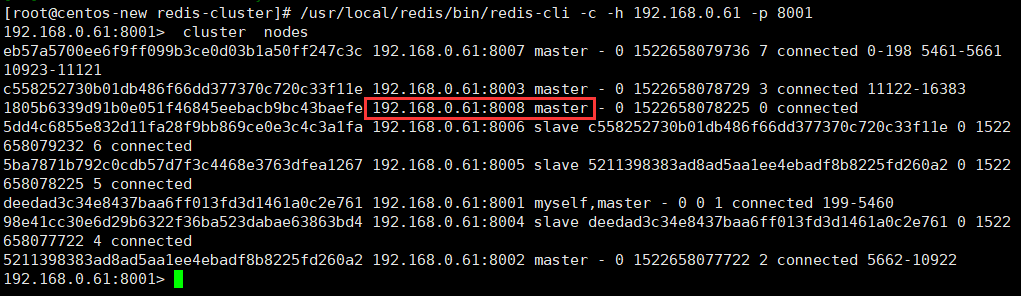 [root@centos-new redis-cluster]# /usr/local/redis/bin/redis-cli -c -h 192.168.0.61 -p 8001
192.168.0.61:8001>  cluster  nodes
eb57a5700ee6f9ff099b3ce0d03b1a50ff247c3c 192.168.0.61:8007 master - 0 1522658079736 7 connected 0-198 5461-5661
10923-11121
c558252730b01db486f66dd377370c720c33f11e 192.168.0.61:8003 master - 0 1522658078729 3 connected 11122-16383
1805b6339d91b0e051f46845eebacb9bc43baefe 192.168.0.61:8008 master - 0 1522658078225 0 connected
5dd4c6855e832d11fa28f9bb869ce0e3c4c3a1fa 192.168.0.61:8006 slave c558252730b01db486f66dd377370c720c33f11e 0 1522
658079232 6 connected
5ba7871b792c0cdb57d7f3c4468e3763dfea1267 192.168.0.61:8005 slave 5211398383ad8ad5aa1ee4ebadf8b8225fd260a2 0 1522
658078225 5 connected
deedad3c34e8437baa6ff013fd3d1461a0c2e761 192.168.0.61:8001 myself,master - 0 0 1 connected 199-5460
98e41cc30e6d29b6322f36ba523dabae63863bd4 192.168.0.61:8004 slave deedad3c34e8437baa6ff013fd3d1461a0c2e761 0 1522
658077722 4 connected
5211398383ad8ad5aa1ee4ebadf8b8225fd260a2 192.168.0.61:8002 master - 0 1522658077722 2 connected 5662-10922
192.168.0.61:8001>